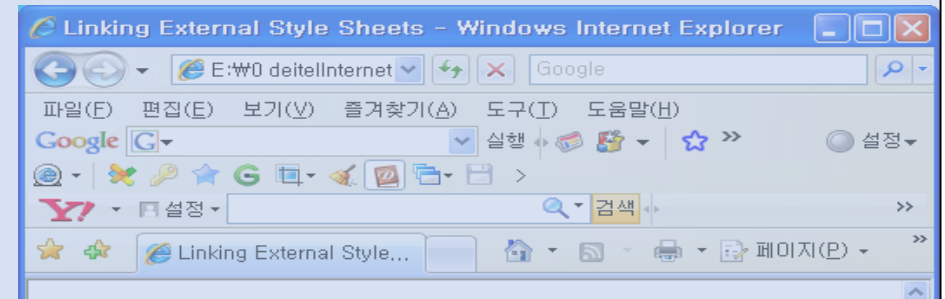 Linking External Style Sheets - Windows Internet Explorer
E:₩0 deitelInternet Google
파일(F) 편집(E) 보기(V) 즐겨찾기(A) 도구(T) 도움말(H)
Google G 실행 » 설정
G >
Y! 설정 검색 »
Linking External Style... 페이지(P) »